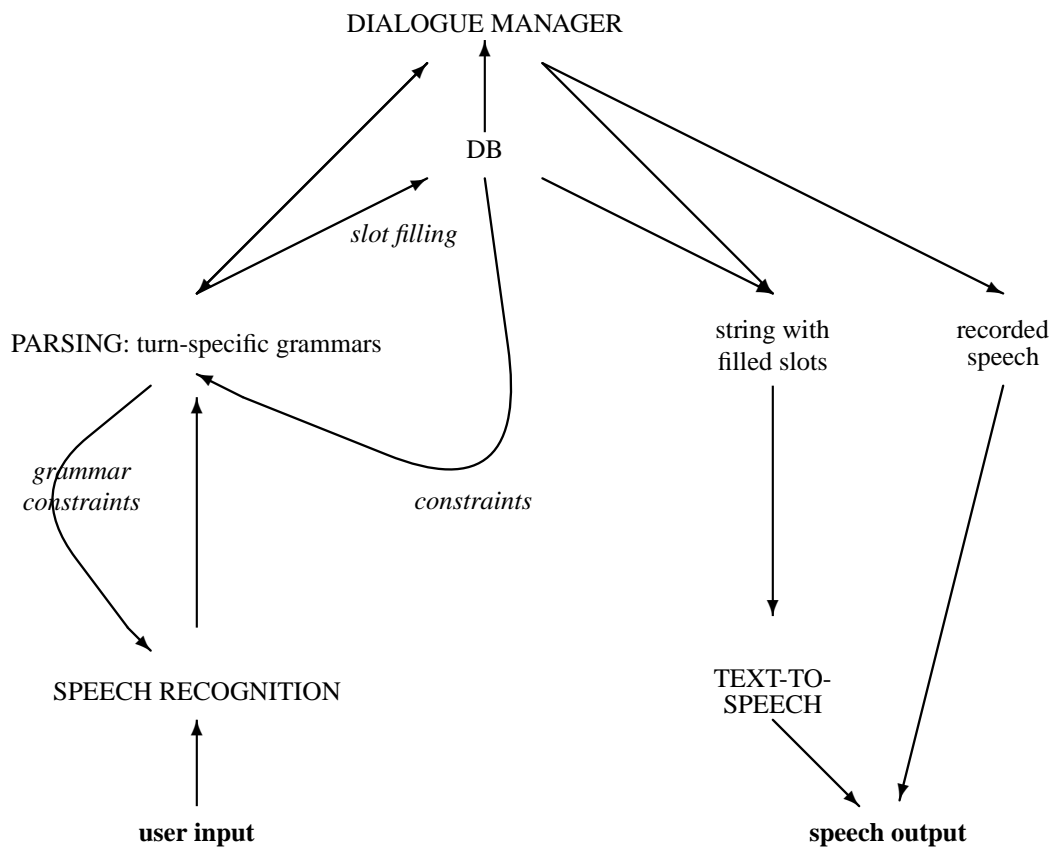 DIALOGUE MANAGER
DB
slot filling
PARSING: turn-specific grammars
string with
filled slots
recorded
speech
grammar
constraints
constraints
SPEECH RECOGNITION
TEXT-TO-
SPEECH
user input
speech output